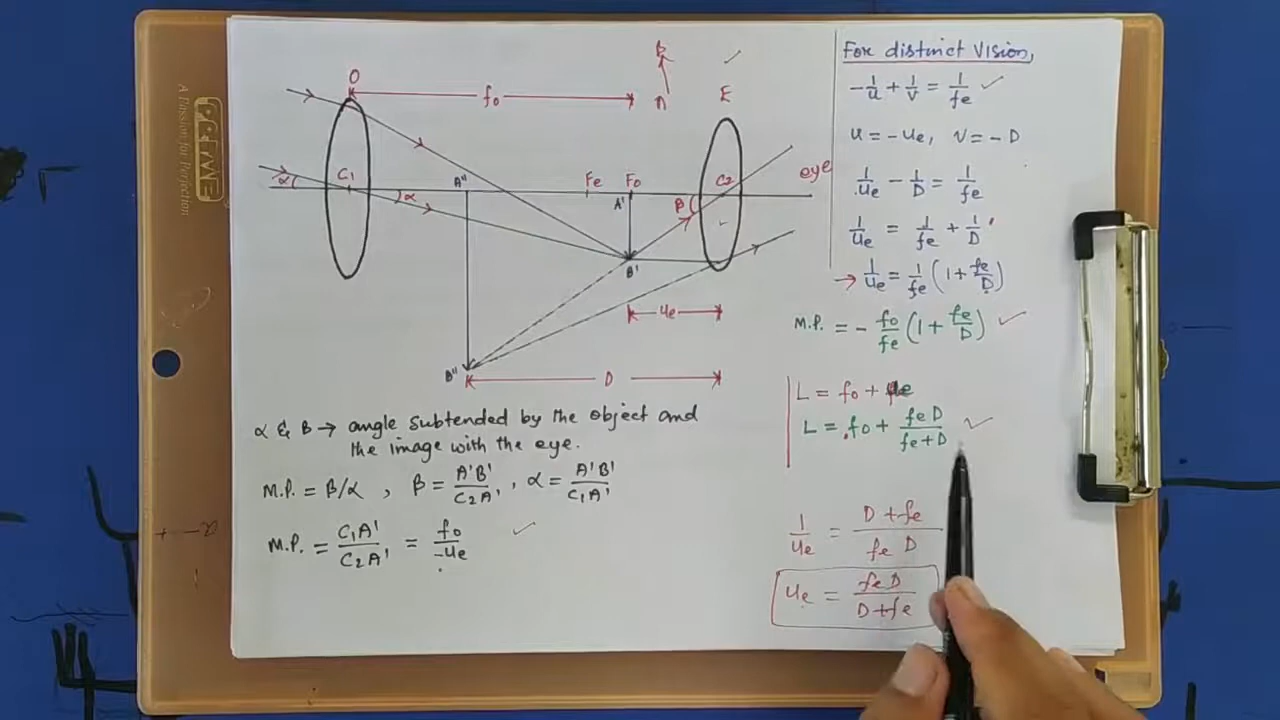 O
f₀
B
A
E
α
C₁
α
A"
Fe
F₀
A'
β
C₂
eye
B'
ue
B"
D
α & B → angle subtended by the object and
the image with the eye.
M.P. = β/α , β = A'B'/C₂A' , α = A'B'/C₁A'
M.P. = C₁A'/C₂A' = f₀/-ue ✓
For distinct Vision,
-1/u + 1/v = 1/fe ✓
u = -ue, v = -D
1/ue - 1/D = 1/fe
1/ue = 1/fe + 1/D
→ 1/ue = 1/fe (1 + fe/D)
M.P. = - f₀/fe (1 + fe/D) ✓
L = f₀ + ue
L = f₀ + feD/fe+D ✓
1/ue = D+fe/fe D
ue = feD/D+fe
A Passion for Perfection